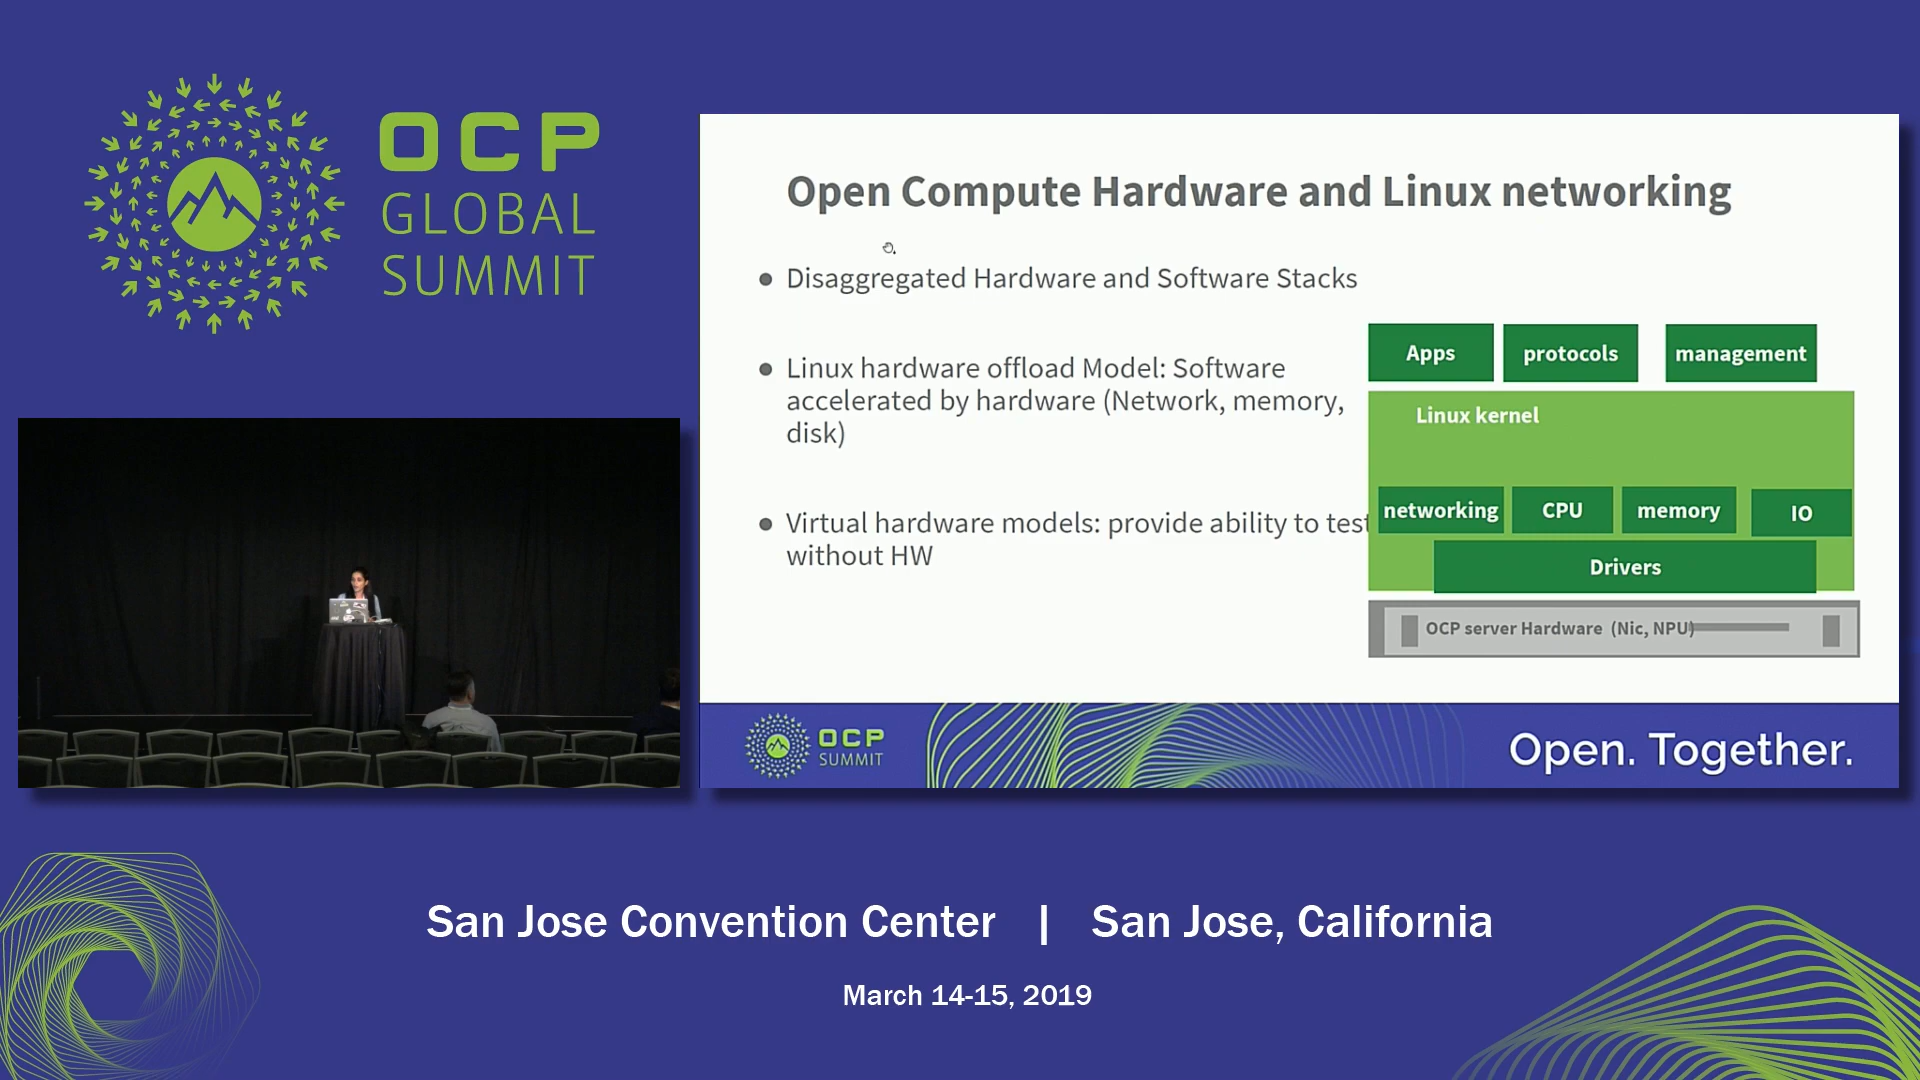 OCP
GLOBAL
SUMMIT
Open Compute Hardware and Linux networking
● Disaggregated Hardware and Software Stacks
● Linux hardware offload Model: Software
accelerated by hardware (Network, memory,
disk)
● Virtual hardware models: provide ability to test
without HW
Apps
protocols
management
Linux kernel
networking
CPU
memory
IO
Drivers
OCP server Hardware (Nic, NPU)
OCP
SUMMIT
Open. Together.
San Jose Convention Center | San Jose, California
March 14-15, 2019